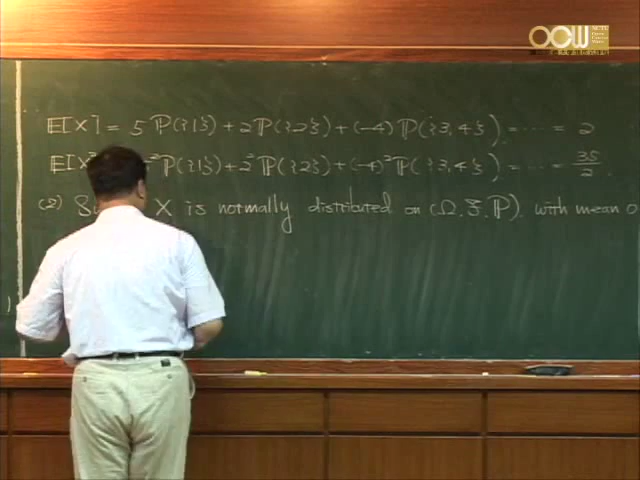 OCW
E[X] = 5 P({1}) + 2 P({2}) + (-4) P({3,4}) = ... = 2
E[X² ² P({1}) + 2² P({2}) + (-4)² P({3,4}) = ... = 35/2.
(2) X is normally distributed on (Ω, F, P) with mean 0